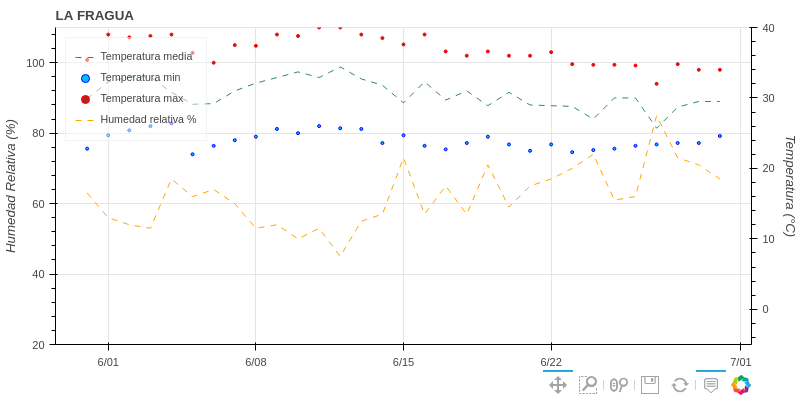 LA FRAGUA
Temperatura media
Temperatura min
Temperatura max
Humedad relativa %
Humedad Relativa (%)
100
80
60
40
20
Temperatura (°C)
40
30
20
10
0
6/01
6/08
6/15
6/22
7/01